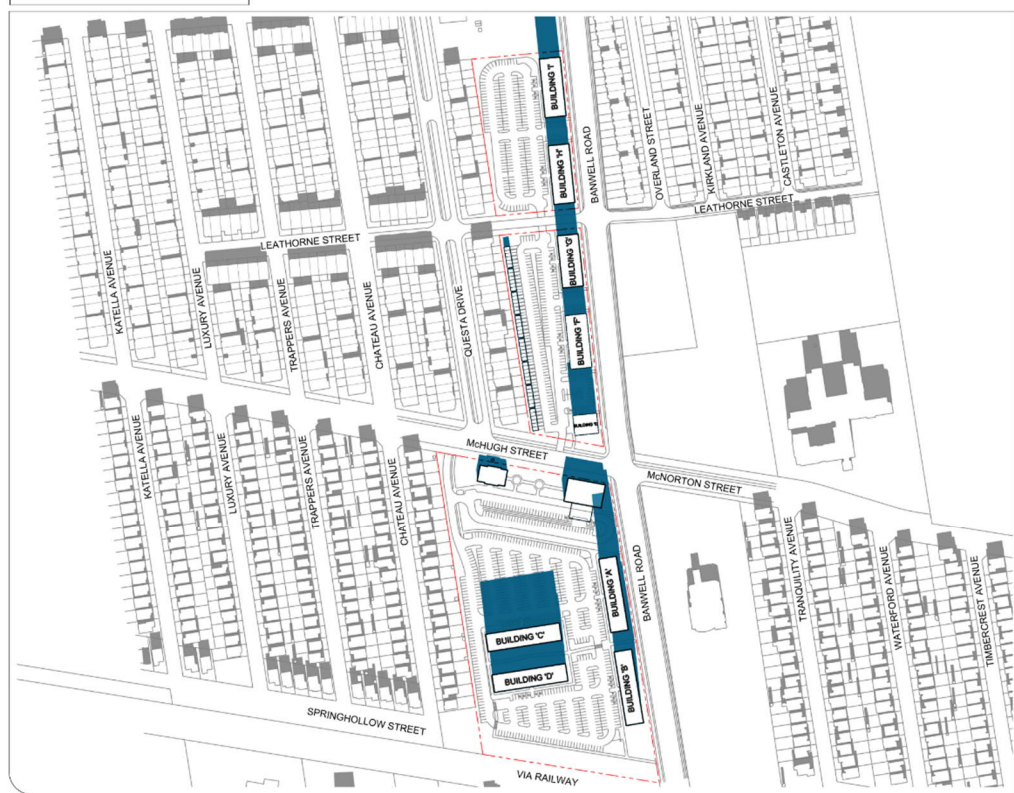 BUILDING 'I'
BUILDING 'H'
BANWELL ROAD
OVERLAND STREET
KIRKLAND AVENUE
CASTLETON AVENUE
LEATHORNE STREET
LEATHORNE STREET
KATELLA AVENUE
LUXURY AVENUE
TRAPPERS AVENUE
CHATEAU AVENUE
QUESTA DRIVE
BUILDING 'G'
BUILDING 'F'
McHUGH STREET
McNORTON STREET
KATELLA AVENUE
LUXURY AVENUE
TRAPPERS AVENUE
CHATEAU AVENUE
BUILDING 'A'
BANWELL ROAD
TRANQUILITY AVENUE
WATERFORD AVENUE
TIMBERCREST AVENUE
BUILDING 'C'
BUILDING 'D'
BUILDING 'B'
SPRINGHOLLOW STREET
VIA RAILWAY